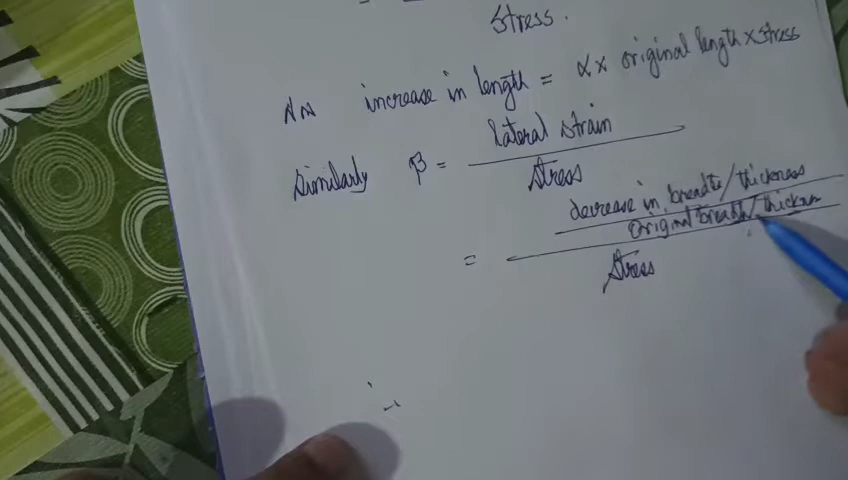 =
Stress.
increase in length = α x original length x stress
Similarly β = lateral strain
Stress
= decrease in breadth/thickness
original breadth/thickness
Stress